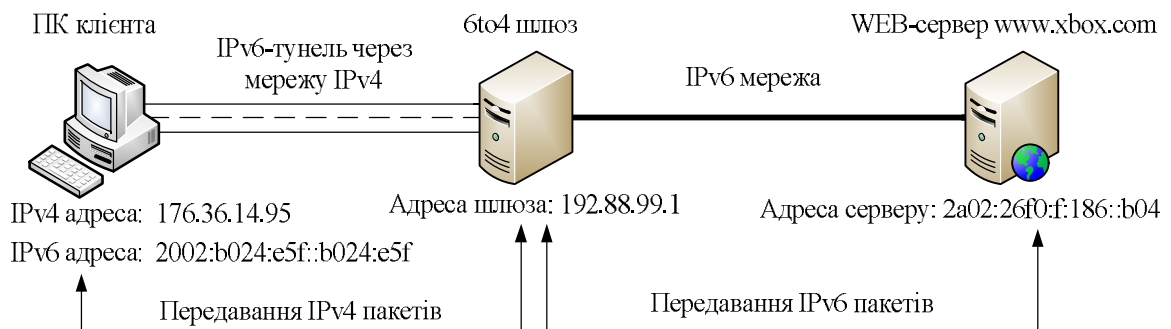 ПК клієнта
6to4 шлюз
WEB-сервер www.xbox.com
IPv6-тунель через
мережу IPv4
IPv6 мережа
IPv4 адреса: 176.36.14.95
IPv6 адреса: 2002:b024:e5f::b024:e5f
Адреса шлюза: 192.88.99.1
Адреса серверу: 2a02:26f0:f:186::b04
Передавання IPv4 пакетів
Передавання IPv6 пакетів